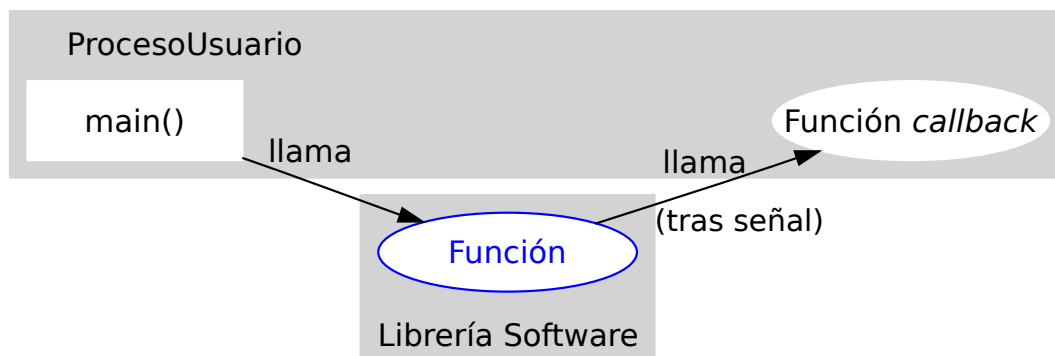 ProcesoUsuario
main()
Función callback
llama
llama
(tras señal)
Función
Librería Software